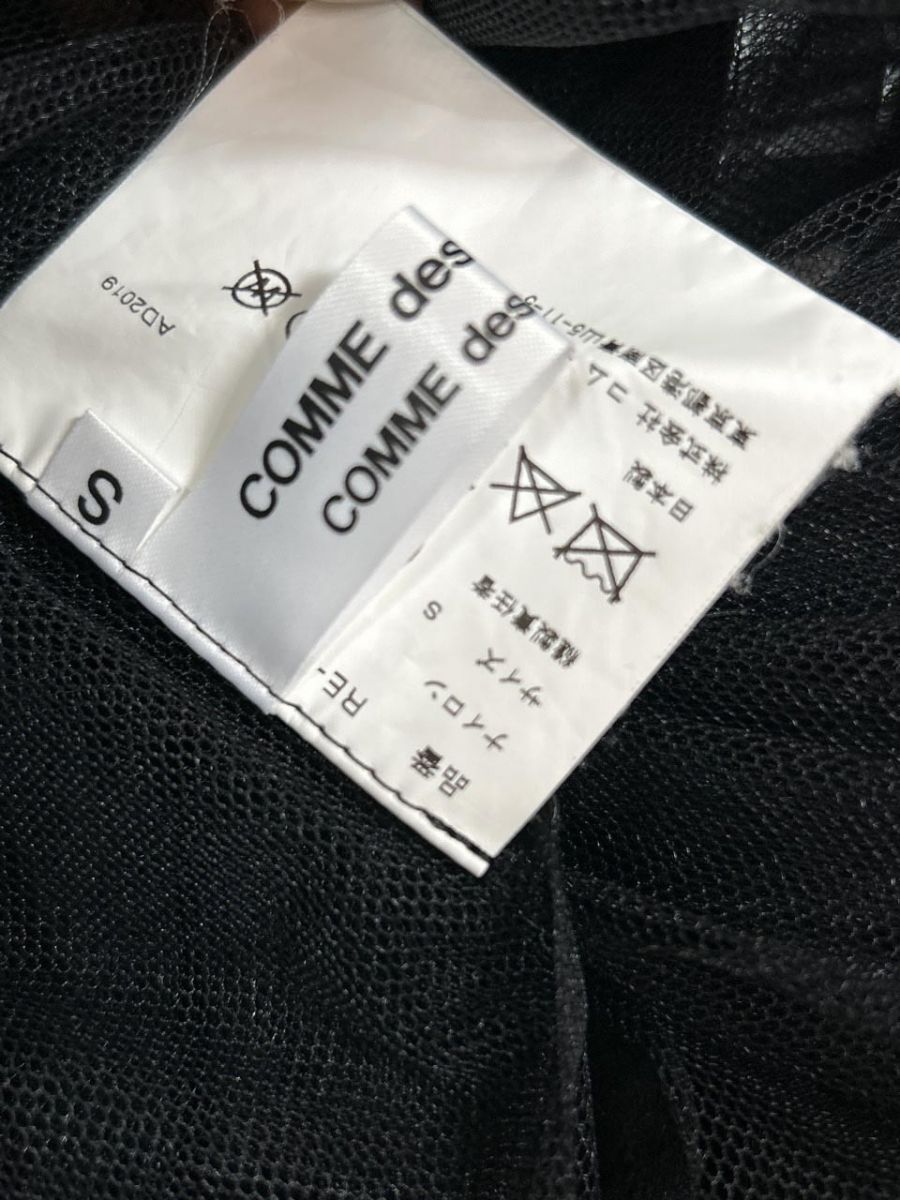 COMME des
COMME des
S
AD2019
品番
RE-
ナイロン
サイズ
S
縫製責任者
日本製
株式会社 コム
東京都港区南青山5-11-5